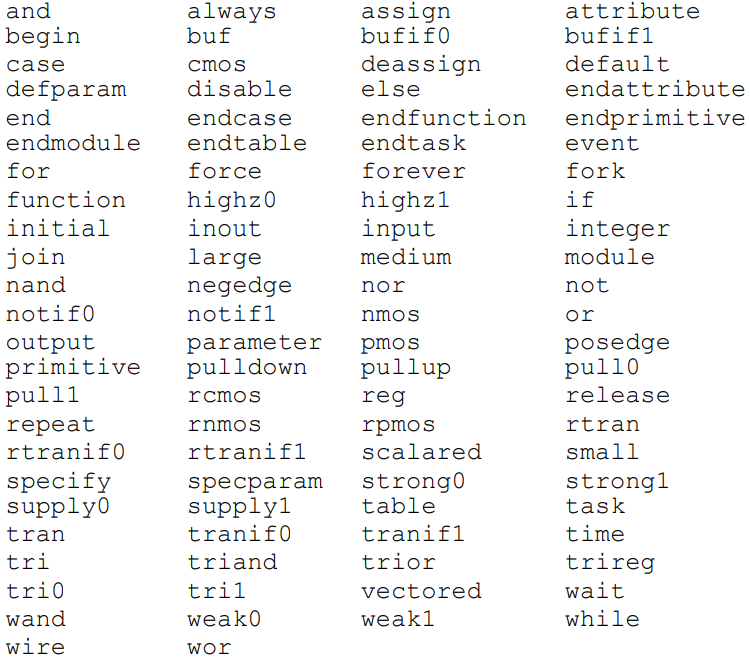 and always assign attribute
begin buf bufif0 bufif1
case cmos deassign default
defparam disable else endattribute
end endcase endfunction endprimitive
endmodule endtable endtask event
for force forever fork
function highz0 highz1 if
initial inout input integer
join large medium module
nand negedge nor not
notif0 notif1 nmos or
output parameter pmos posedge
primitive pulldown pullup pull0
pull1 rcmos reg release
repeat rnmos rpmos rtran
rtranif0 rtranif1 scalared small
specify specparam strong0 strong1
supply0 supply1 table task
tran tranif0 tranif1 time
tri triand trior trireg
tri0 tri1 vectored wait
wand weak0 weak1 while
wire wor